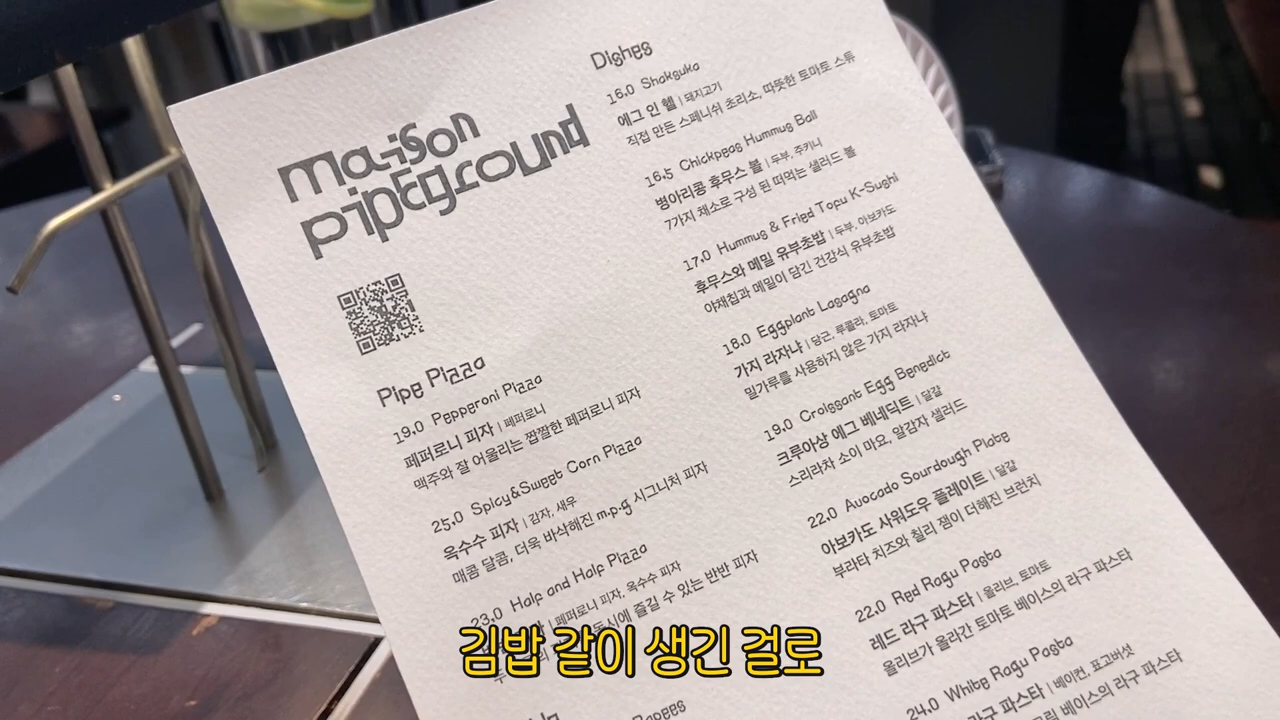 maison
pipeground
Pipe Pizza
19.0 Pepperoni Pizza
페퍼로니 피자 | 페퍼로니
맥주와 잘 어울리는 짭짤한 페퍼로니 피자
25.0 Spicy&Sweet Corn Pizza
옥수수 피자 | 감자, 새우
매콤 달콤, 더욱 바삭해진 m.p.g 시그니처 피자
23.0 Half and Half Pizza
| 페퍼로니 피자, 옥수수 피자
즐길 수 있는 반반 피자
Dishes
16.0 Shakshuka
에그 인 헬 | 돼지고기
직접 만든 스페니쉬 초리소, 따뜻한 토마토 스튜
16.5 Chickpeas Hummus Ball
병아리콩 후무스 볼 | 두부, 주키니
7가지 채소로 구성 된 떠먹는 샐러드 볼
17.0 Hummus & Fried Tofu K-Sushi
후무스와 메밀 유부초밥 | 두부, 아보카도
야채칩과 메밀이 담긴 건강식 유부초밥
18.0 Eggplant Lasagna
가지 라자냐 | 당근, 루꼴라, 토마토
밀가루를 사용하지 않은 가지 라자냐
19.0 Croissant Egg Benedict
크루아상 에그 베네딕트 | 달걀
스리라차 소이 마요, 알감자 샐러드
22.0 Avocado Sourdough Plate
아보카도 사워도우 플레이트 | 달걀
부라타 치즈와 칠리 잼이 더해진 브런치
22.0 Red Ragu Pasta
레드 라구 파스타 | 올리브, 토마토
올리브가 올라간 토마토 베이스의 라구 파스타
24.0 White Ragu Pasta
라구 파스타 | 베이컨, 표고버섯
베이스의 라구 파스타
김밥 같이 생긴 걸로